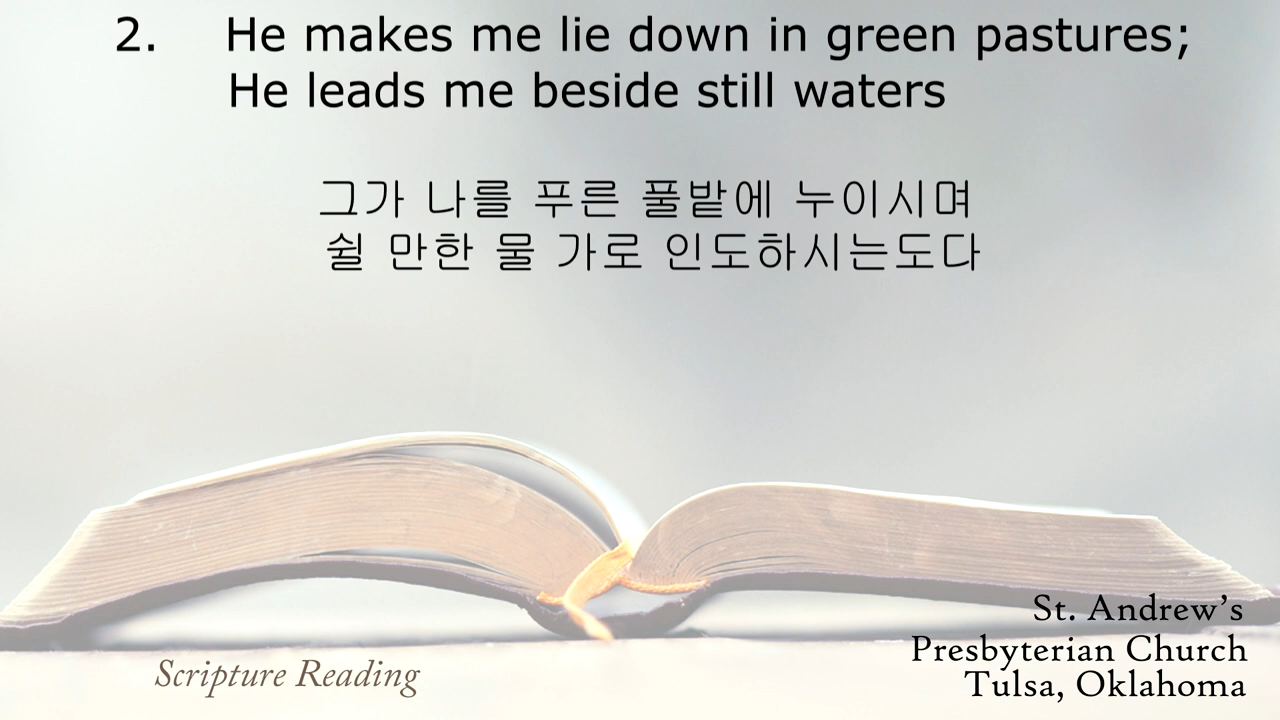 2. He makes me lie down in green pastures;
He leads me beside still waters
그가 나를 푸른 풀밭에 누이시며
쉴 만한 물 가로 인도하시는도다
Scripture Reading
St. Andrew’s
Presbyterian Church
Tulsa, Oklahoma